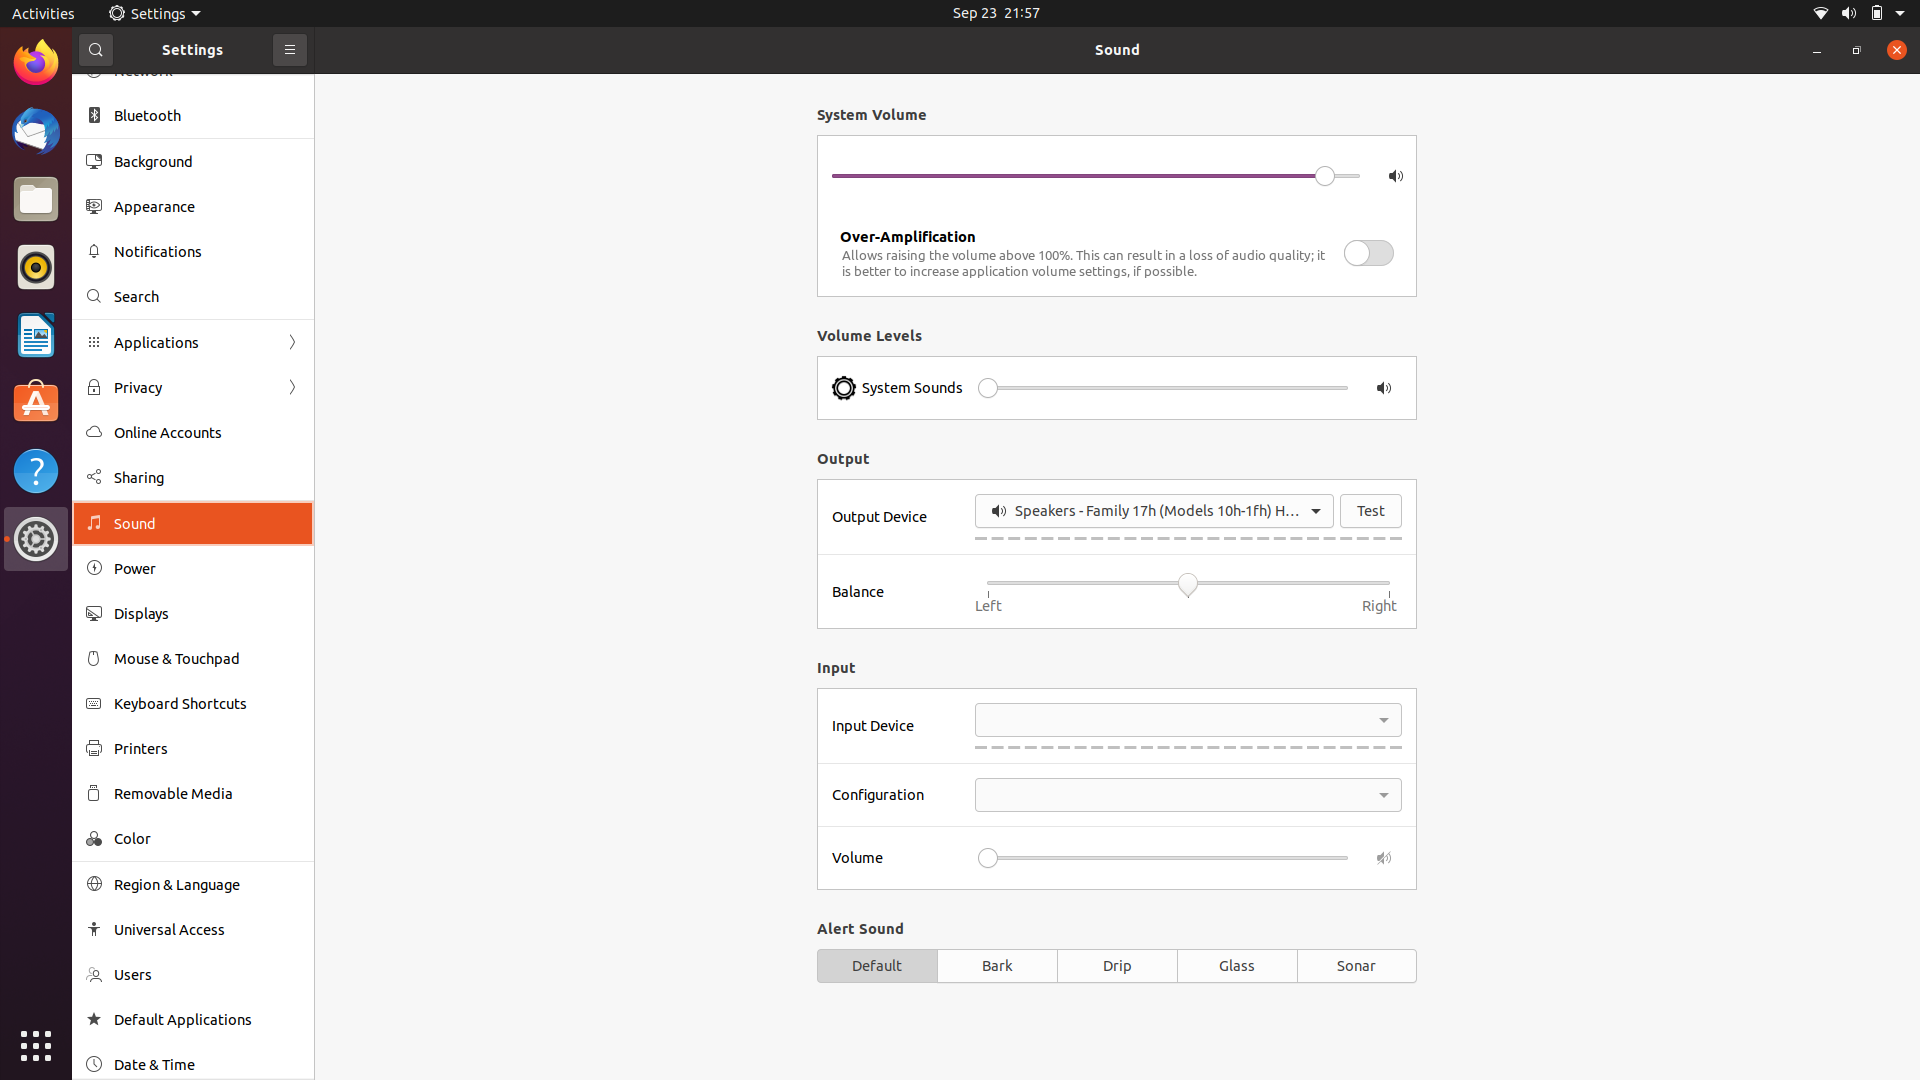 Activities
Settings
Sep 23 21:57
Settings
Sound
Network
Bluetooth
Background
Appearance
Notifications
Search
Applications
Privacy
Online Accounts
Sharing
Sound
Power
Displays
Mouse & Touchpad
Keyboard Shortcuts
Printers
Removable Media
Color
Region & Language
Universal Access
Users
Default Applications
Date & Time
System Volume
Over-Amplification
Allows raising the volume above 100%. This can result in a loss of audio quality; it
is better to increase application volume settings, if possible.
Volume Levels
System Sounds
Output
Output Device
Speakers - Family 17h (Models 10h-1fh) H...
Test
Balance
Left
Right
Input
Input Device
Configuration
Volume
Alert Sound
Default
Bark
Drip
Glass
Sonar